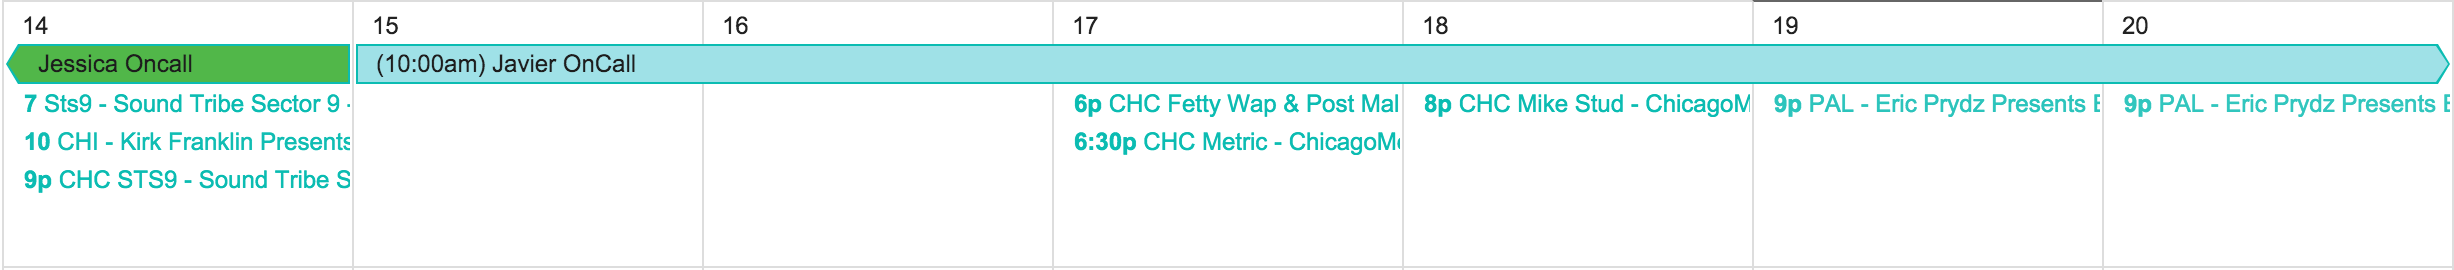 14 15 16 17 18 19 20
Jessica Oncall (10:00am) Javier OnCall
7 Sts9 - Sound Tribe Sector 9 - 6p CHC Fetty Wap & Post Mal 8p CHC Mike Stud - ChicagoM 9p PAL - Eric Prydz Presents E 9p PAL - Eric Prydz Presents E
10 CHI - Kirk Franklin Presents 6:30p CHC Metric - ChicagoMe
9p CHC STS9 - Sound Tribe S